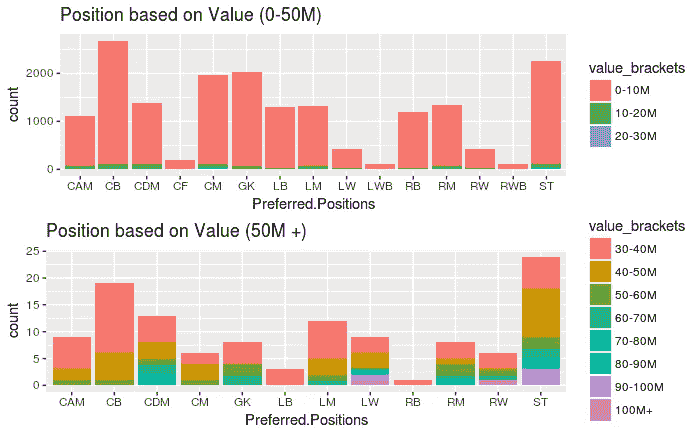 Position based on Value (0-50M)
value_brackets
0-10M
10-20M
20-30M
count
2000
1000
0
CAM CB CDM CF CM GK LB LM LW LWB RB RM RW RWB ST
Preferred.Positions
Position based on Value (50M +)
value_brackets
30-40M
40-50M
50-60M
60-70M
70-80M
80-90M
90-100M
100M+
count
25
20
15
10
5
0
CAM CB CDM CM GK LB LM LW RB RM RW ST
Preferred.Positions